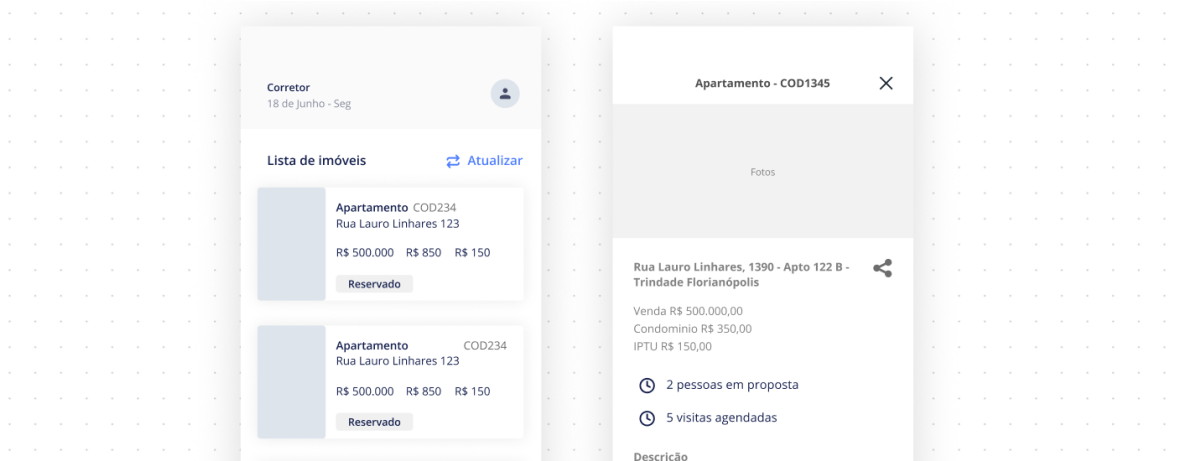 Corretor
18 de Junho - Seg
Lista de imóveis
Atualizar
Apartamento COD234
Rua Lauro Linhares 123
R$ 500.000 R$ 850 R$ 150
Reservado
Apartamento COD234
Rua Lauro Linhares 123
R$ 500.000 R$ 850 R$ 150
Reservado
Apartamento - COD1345
Fotos
Rua Lauro Linhares, 1390 - Apto 122 B -
Trindade Florianópolis
Venda R$ 500.000,00
Condominio R$ 350,00
IPTU R$ 150,00
2 pessoas em proposta
5 visitas agendadas
Descrição